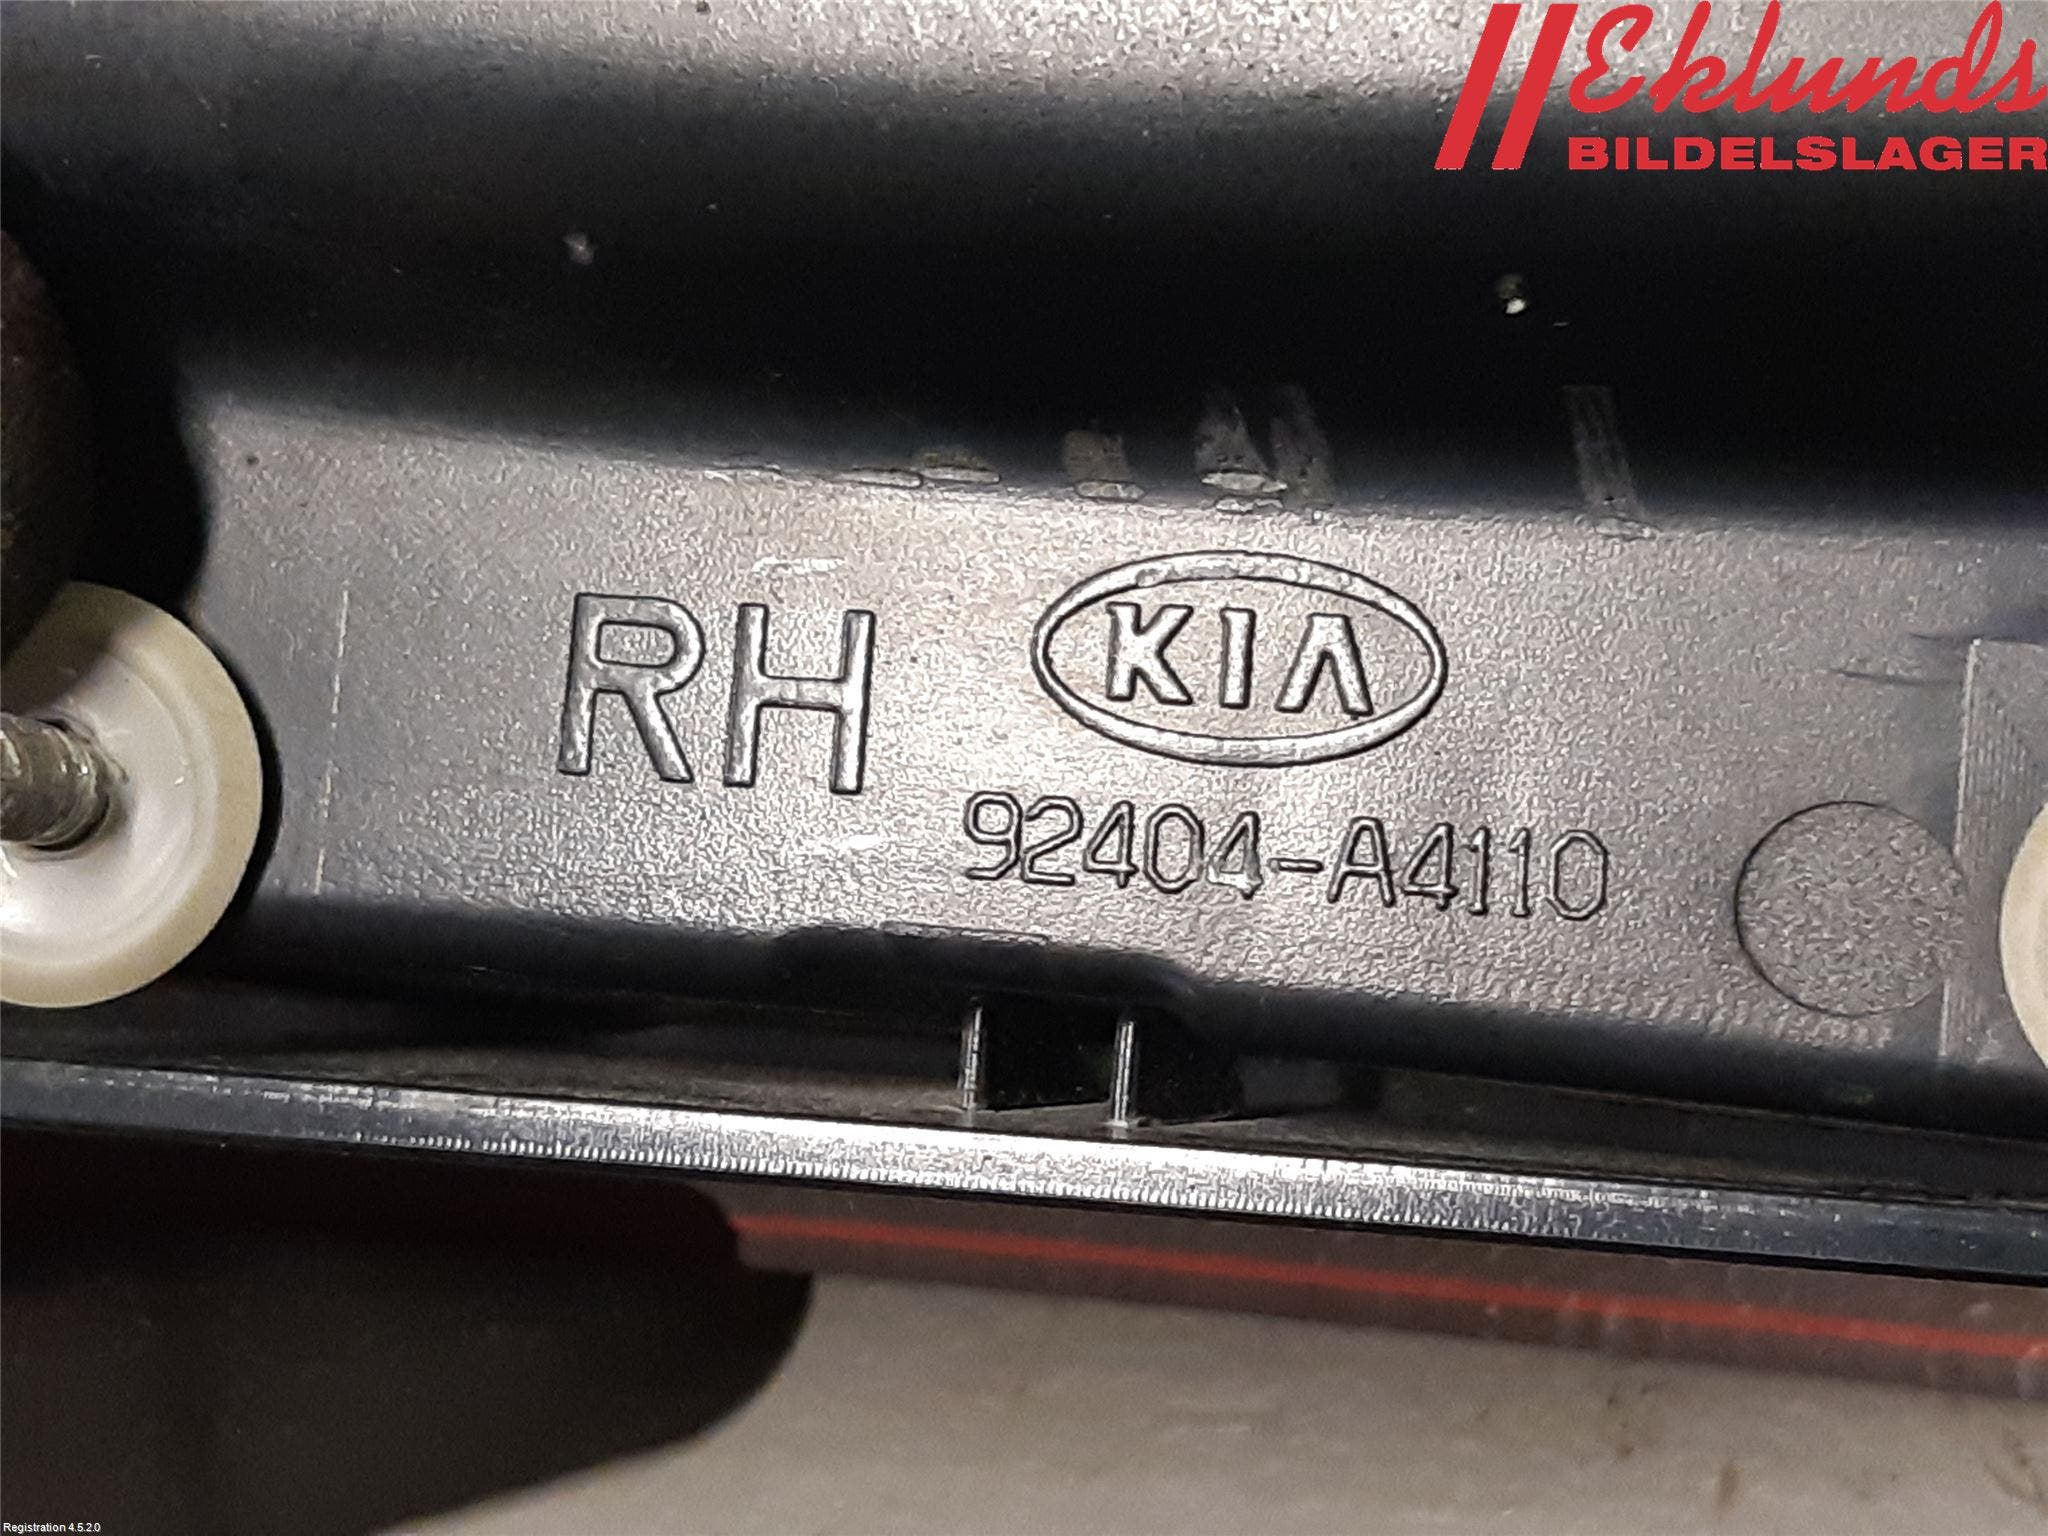 Eklunds
BILDELSLAGER
RH KIA
92404-A4110
Registration 4.5.2.0